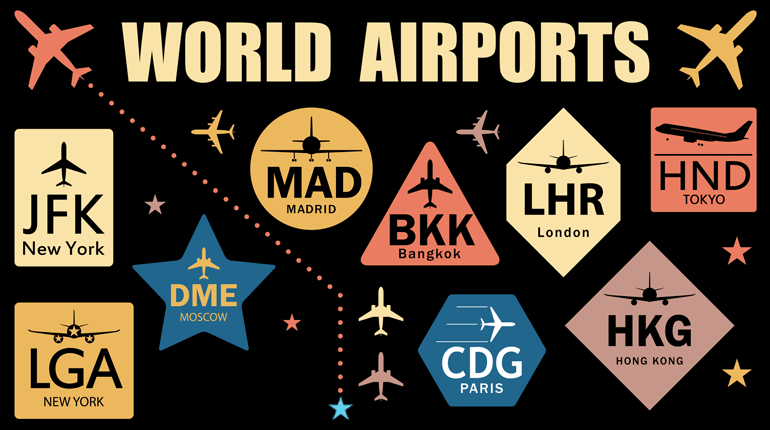 WORLD AIRPORTS
JFK
New York
MAD
MADRID
BKK
Bangkok
LHR
London
HND
TOKYO
DME
MOSCOW
LGA
NEW YORK
CDG
PARIS
HKG
HONG KONG